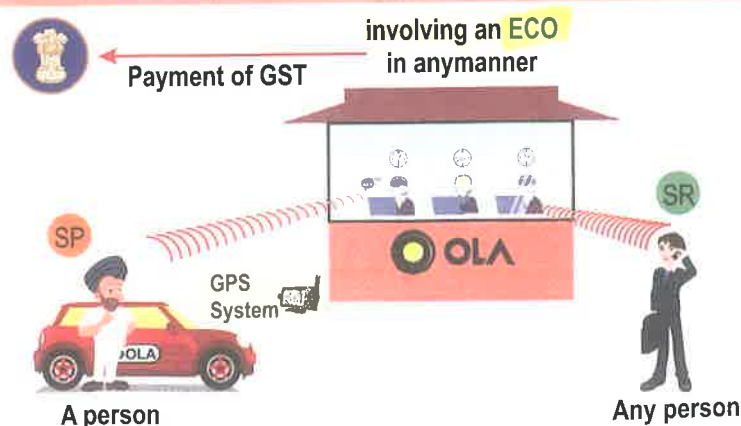 involving an ECO
in anymanner
Payment of GST
SP
SR
OLA
GPS
System
OLA
A person
Any person